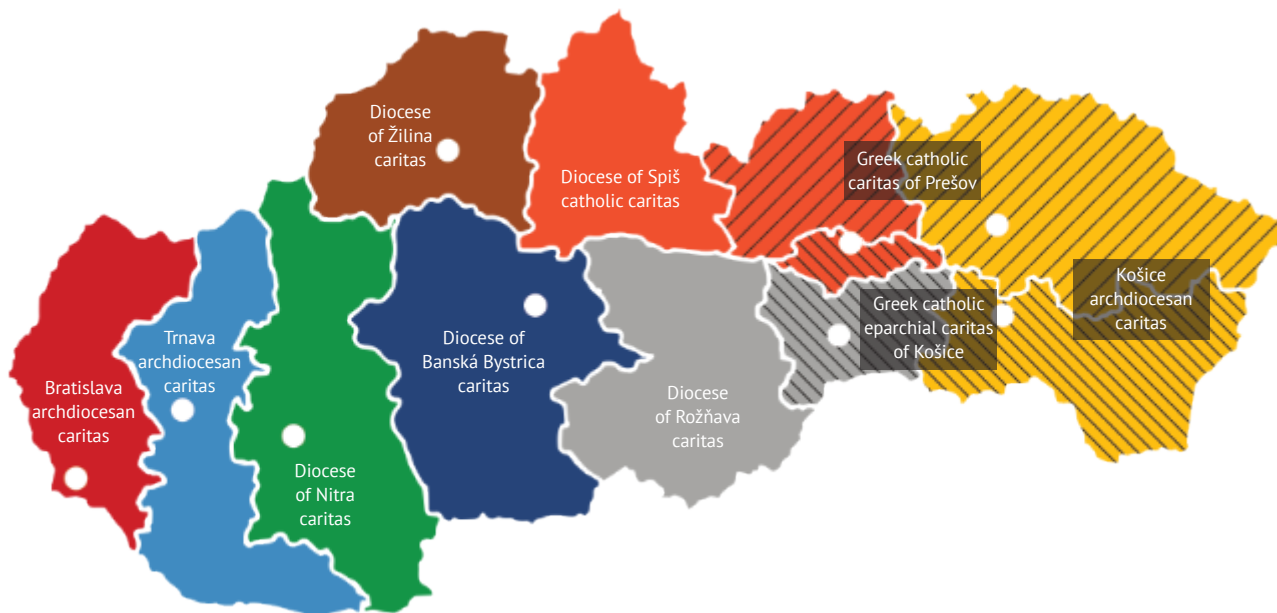 Diocese
of Žilina
caritas
Diocese of Spiš
catholic caritas
Greek catholic
caritas of Prešov
Košice
archdiocesan
caritas
Greek catholic
eparchial caritas
of Košice
Trnava
archdiocesan
caritas
Diocese of
Banská Bystrica
caritas
Bratislava
archdiocesan
caritas
Diocese
of Rožňava
caritas
Diocese
of Nitra
caritas